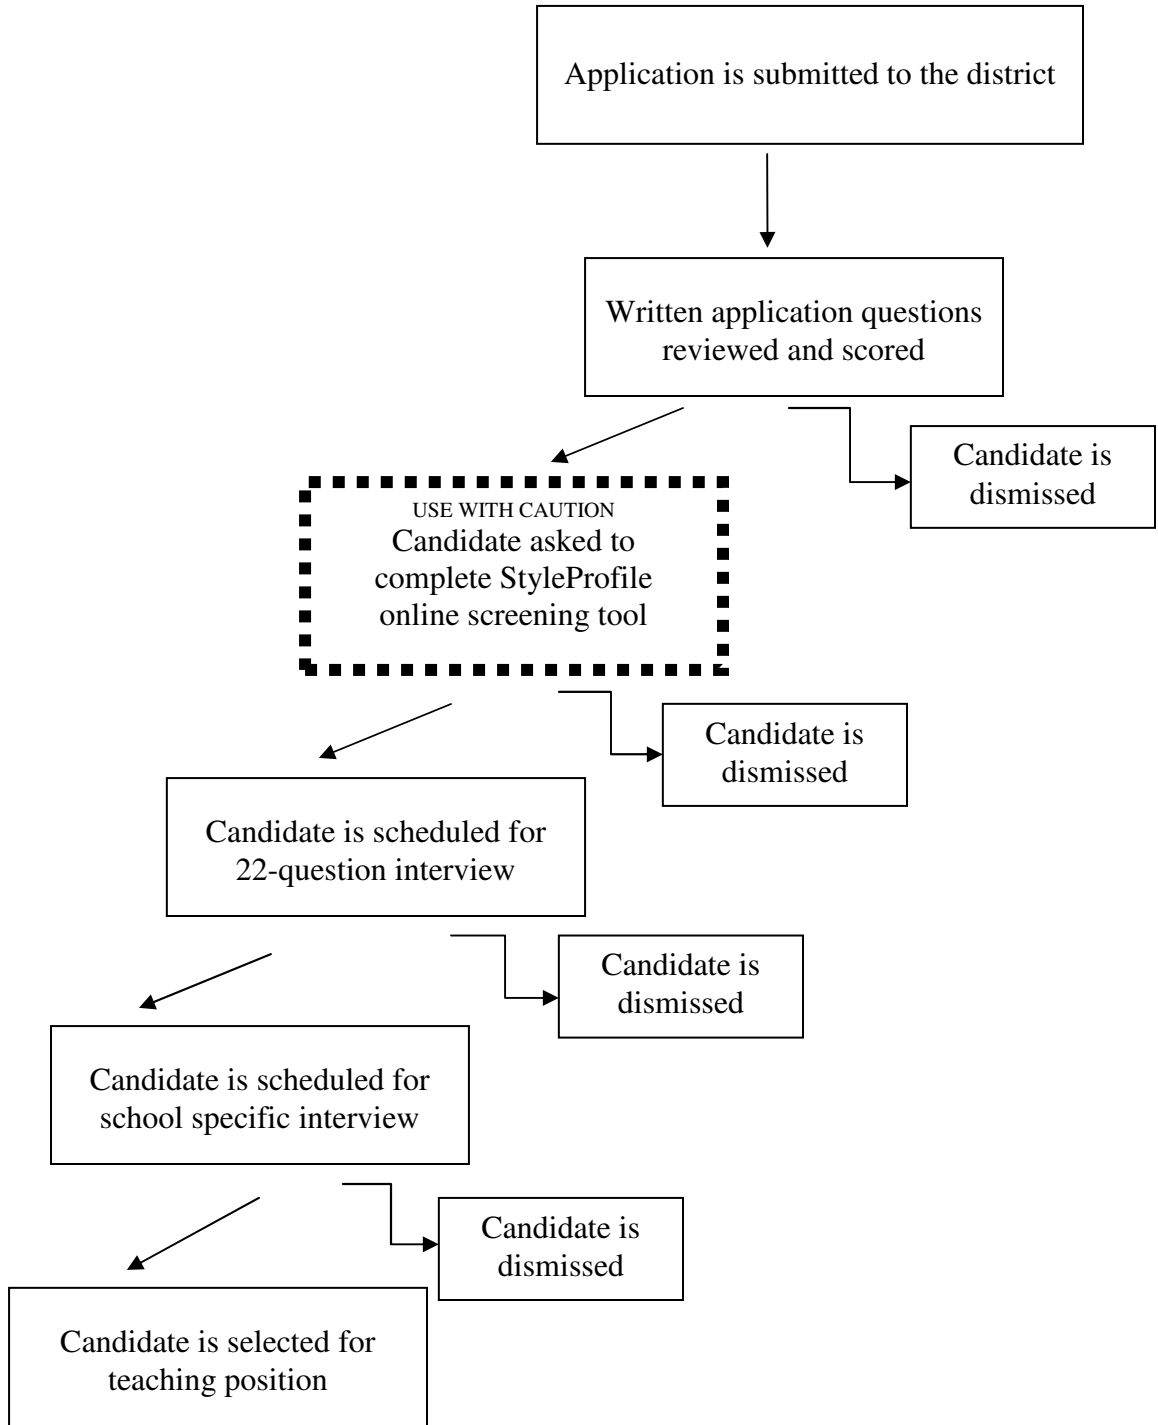 Application is submitted to the district
Written application questions
reviewed and scored
Candidate is
dismissed
USE WITH CAUTION
Candidate asked to
complete StyleProfile
online screening tool
Candidate is
dismissed
Candidate is scheduled for
22-question interview
Candidate is
dismissed
Candidate is scheduled for
school specific interview
Candidate is
dismissed
Candidate is selected for
teaching position